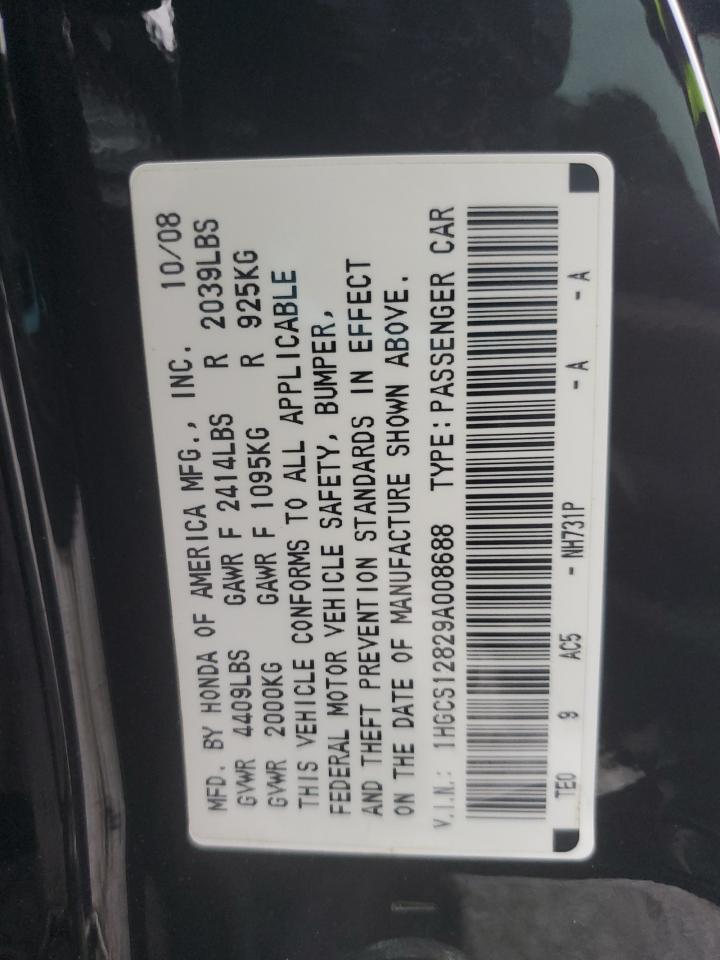 MFD. BY HONDA OF AMERICA MFG., INC. 10/08
GVWR 4409LBS GAWR F 2414LBS R 2039LBS
GVWR 2000KG GAWR F 1095KG R 925KG
THIS VEHICLE CONFORMS TO ALL APPLICABLE
FEDERAL MOTOR VEHICLE SAFETY, BUMPER,
AND THEFT PREVENTION STANDARDS IN EFFECT
ON THE DATE OF MANUFACTURE SHOWN ABOVE.
V.I.N.: 1HGCS12829A008688 TYPE: PASSENGER CAR
TE0 9 AC5 - NH731P - A - A